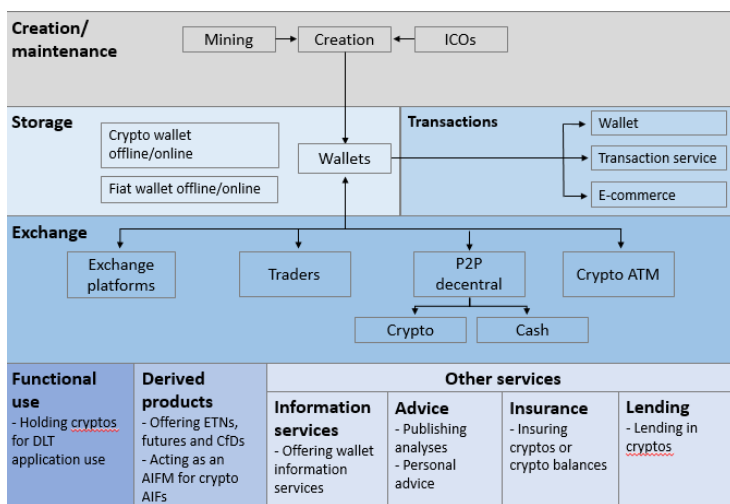 Creation/
maintenance
Mining
Creation
ICOs
Storage
Crypto wallet
offline/online
Fiat wallet offline/online
Wallets
Transactions
Wallet
Transaction service
E-commerce
Exchange
Exchange
platforms
Traders
P2P
decentral
Crypto ATM
Crypto
Cash
Functional
use
- Holding cryptos
for DLT
application use
Derived
products
- Offering ETNs,
futures and CfDs
- Acting as an
AIFM for crypto
AIFs
Other services
Information
services
- Offering wallet
information
services
Advice
- Publishing
analyses
- Personal
advice
Insurance
- Insuring
cryptos or
crypto balances
Lending
- Lending in
cryptos